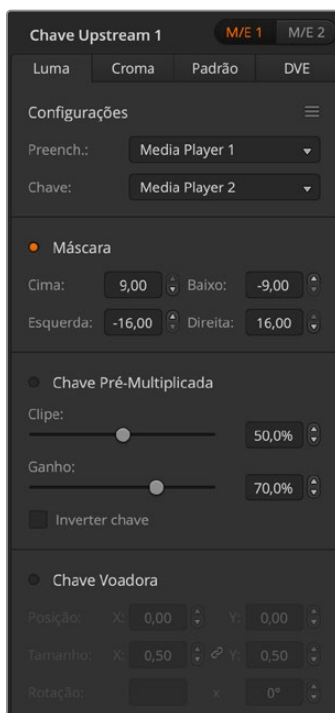 Chave Upstream 1 M/E 1 M/E 2
Luma Croma Padrão DVE
Configurações
Preench.: Media Player 1
Chave: Media Player 2
Máscara
Cima: 9,00 Baixo: -9,00
Esquerda: -16,00 Direita: 16,00
Chave Pré-Multiplicada
Clipe:
50,0%
Ganho:
70,0%
Inverter chave
Chave Voadora
Posição: X: 0,00 Y: 0,00
Tamanho: X: 0,50 Y: 0,50
Rotação: x 0°